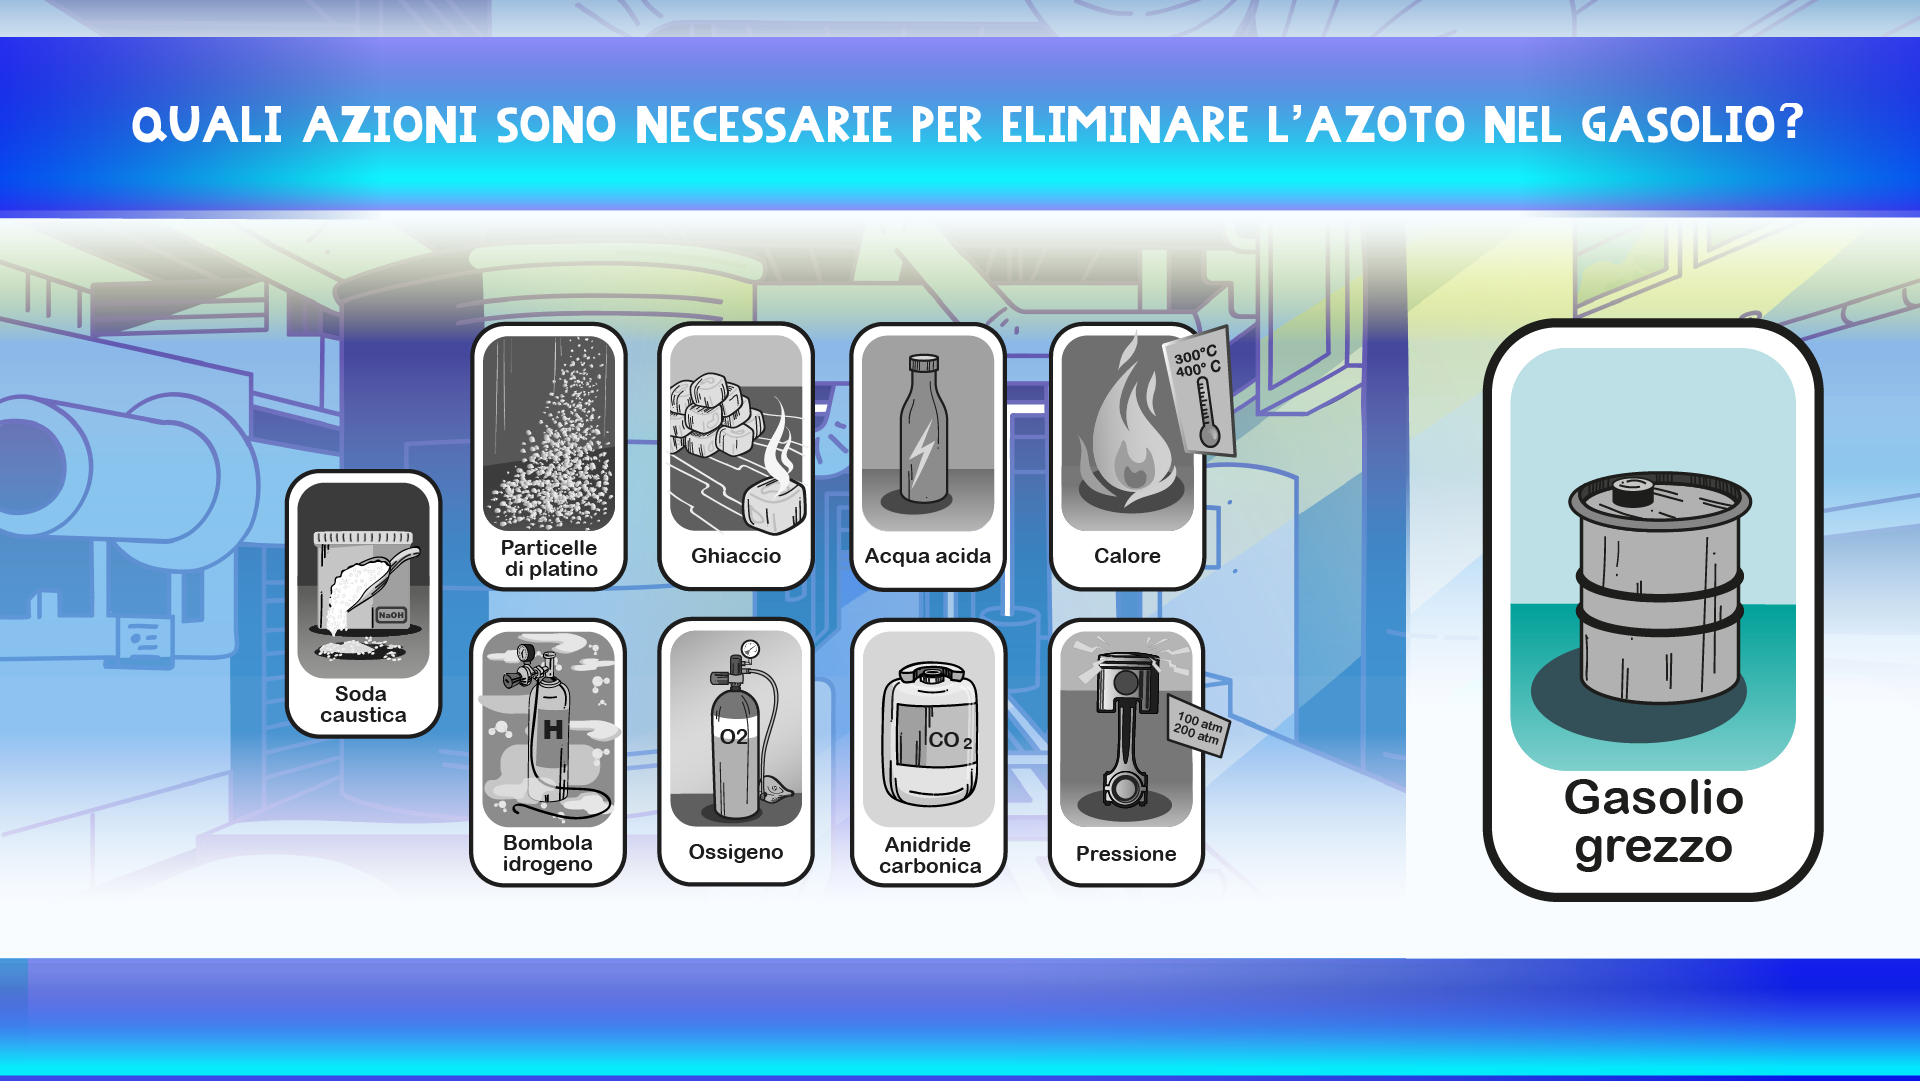 QUALI AZIONI SONO NECESSARIE PER ELIMINARE L'AZOTO NEL GASOLIO?
NaOH
Soda
caustica
Particelle
di platino
Ghiaccio
Acqua acida
300°C
400° C
Calore
H
Bombola
idrogeno
O2
Ossigeno
CO 2
Anidride
carbonica
100 atm
200 atm
Pressione
Gasolio
grezzo